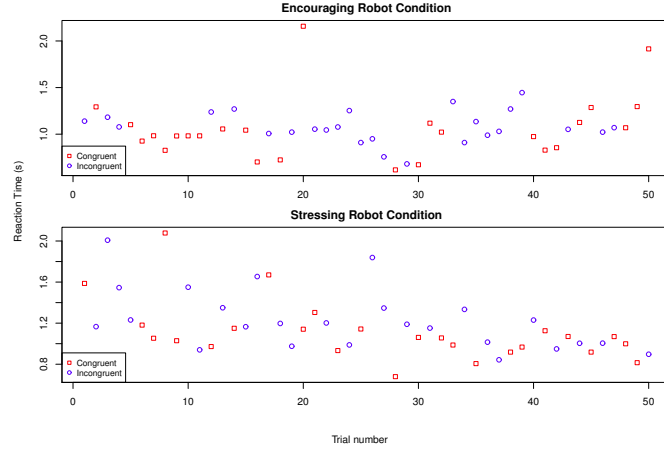 Encouraging Robot Condition
2.0
1.5
1.0
Congruent
Incongruent
0 10 20 30 40 50
Reaction Time (s)
Stressing Robot Condition
2.0
1.6
1.2
0.8
Congruent
Incongruent
0 10 20 30 40 50
Trial number